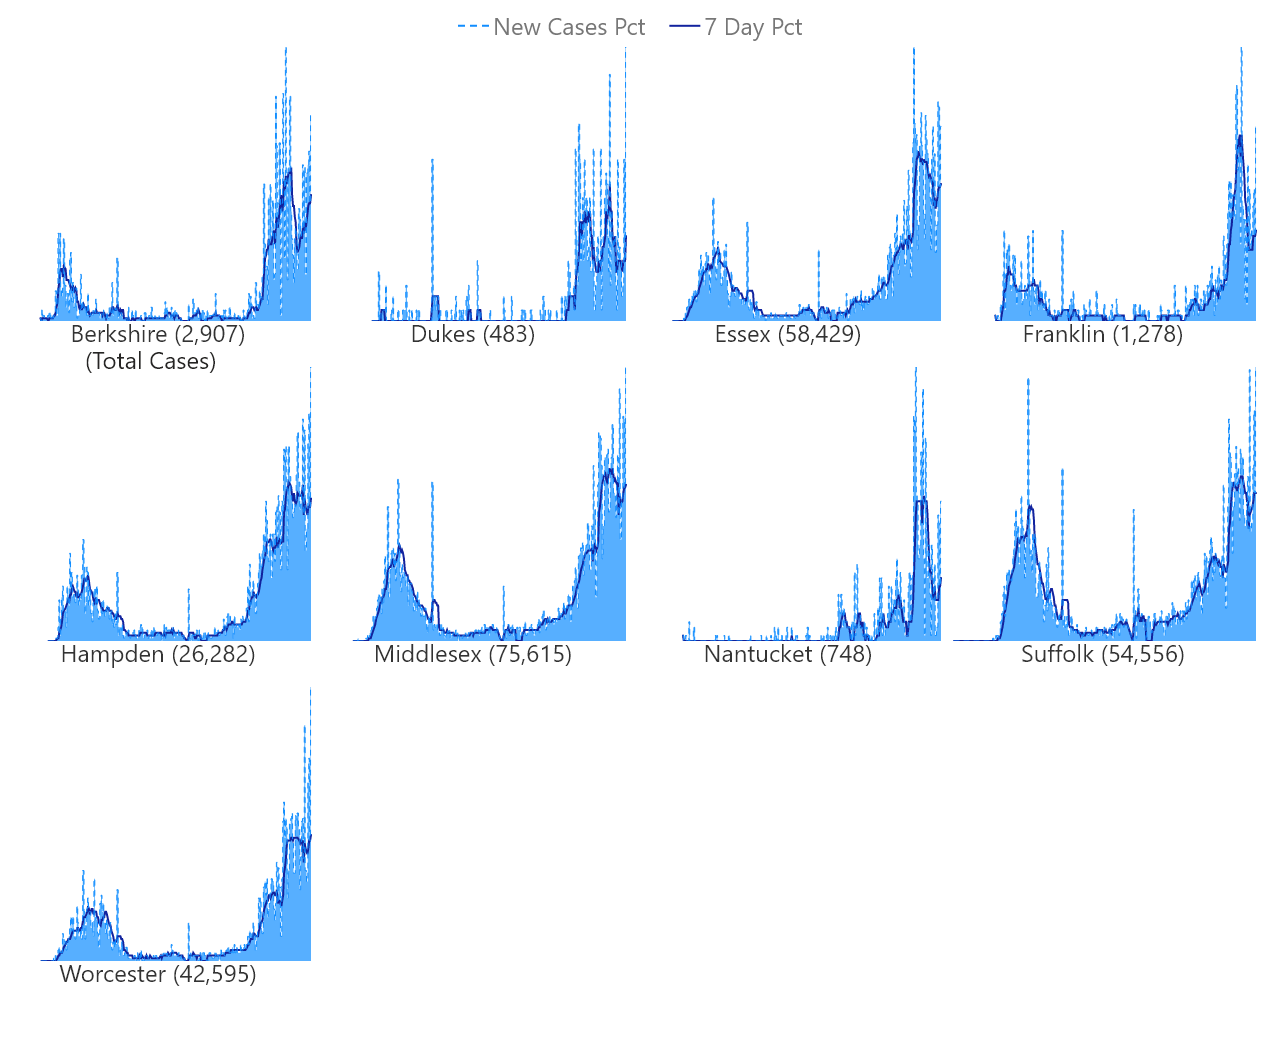 New Cases Pct 7 Day Pct
Berkshire (2,907) Dukes (483) Essex (58,429) Franklin (1,278)
(Total Cases)
Hampden (26,282) Middlesex (75,615) Nantucket (748) Suffolk (54,556)
Worcester (42,595)